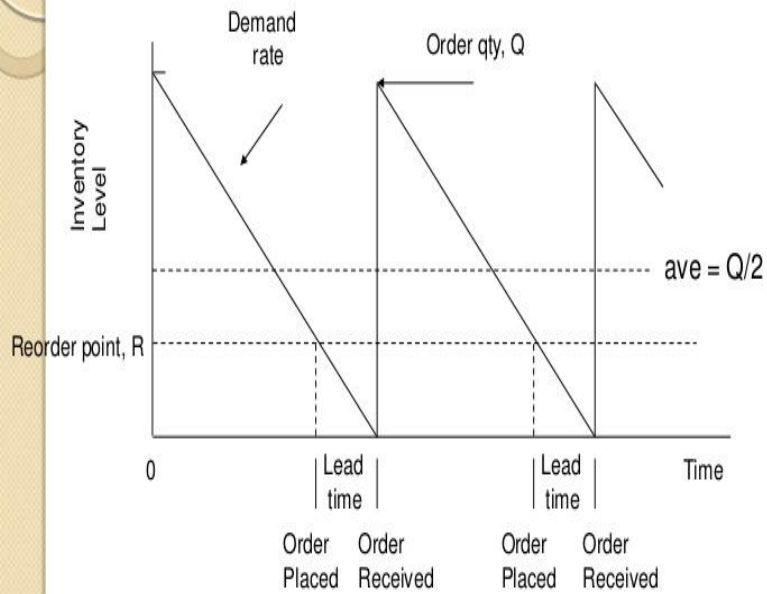 Demand
rate
Order qty, Q
Inventory
Level
ave = Q/2
Reorder point, R
0
Lead
time
Lead
time
Time
Order
Placed
Order
Received
Order
Placed
Order
Received